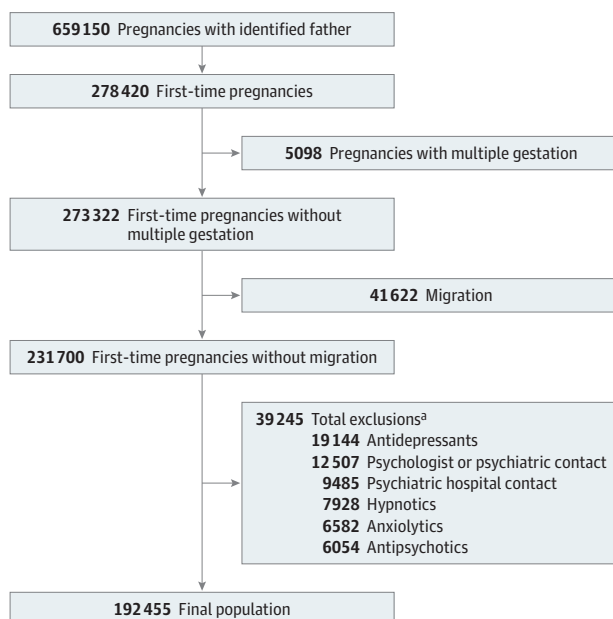 659150 Pregnancies with identified father
278420 First-time pregnancies
5098 Pregnancies with multiple gestation
273322 First-time pregnancies without
multiple gestation
41622 Migration
231700 First-time pregnancies without migration
39245 Total exclusionsa
19144 Antidepressants
12507 Psychologist or psychiatric contact
9485 Psychiatric hospital contact
7928 Hypnotics
6582 Anxiolytics
6054 Antipsychotics
192455 Final population